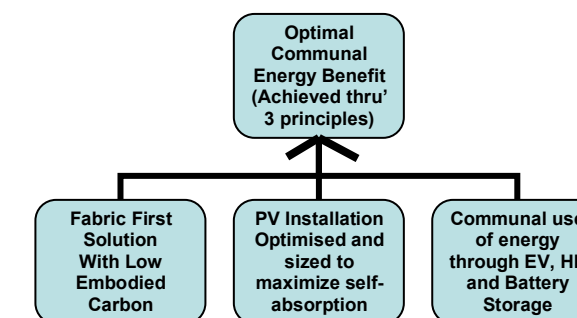 Optimal
Communal
Energy Benefit
(Achieved thru'
3 principles)
Fabric First
Solution
With Low
Embodied
Carbon
PV Installation
Optimised and
sized to
maximize self-
absorption
Communal
of energy
through EV,
and Battery
Storage